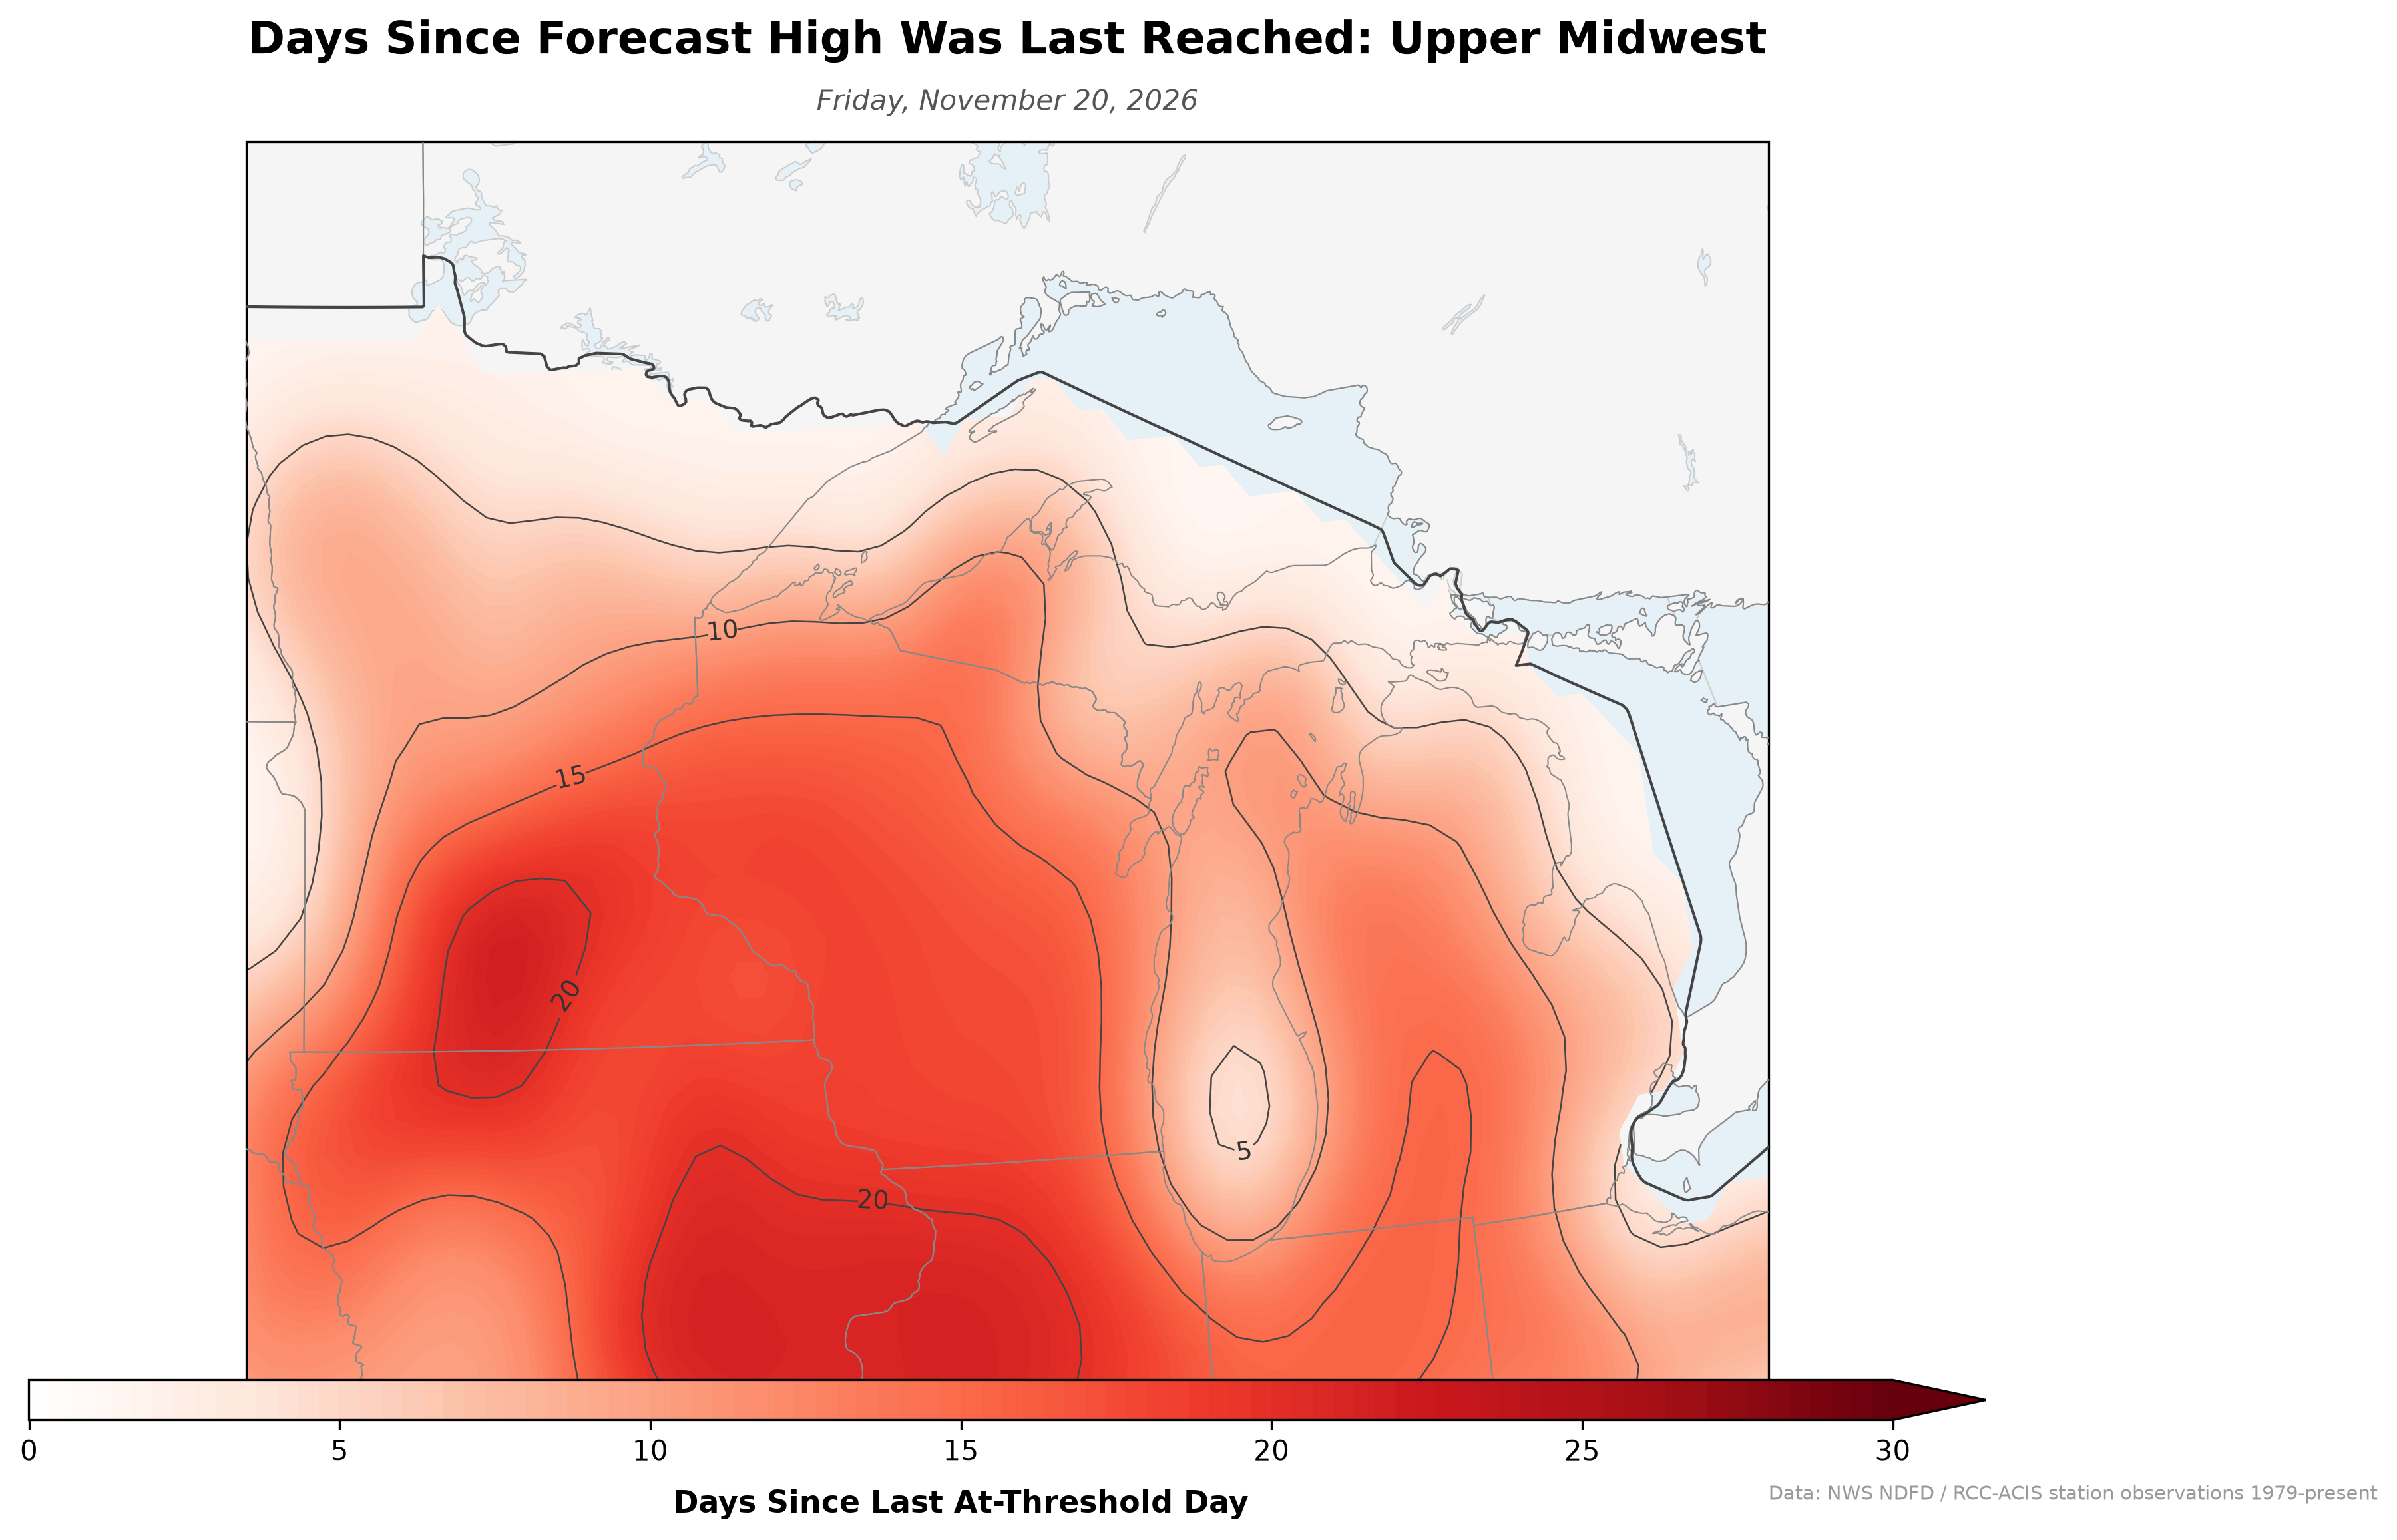 Days Since Forecast High Was Last Reached: Upper Midwest
Friday, November 20, 2026
10
15
20
5
20
0 5 10 15 20 25 30
Days Since Last At-Threshold Day
Data: NWS NDFD / RCC-ACIS station observations 1979-present